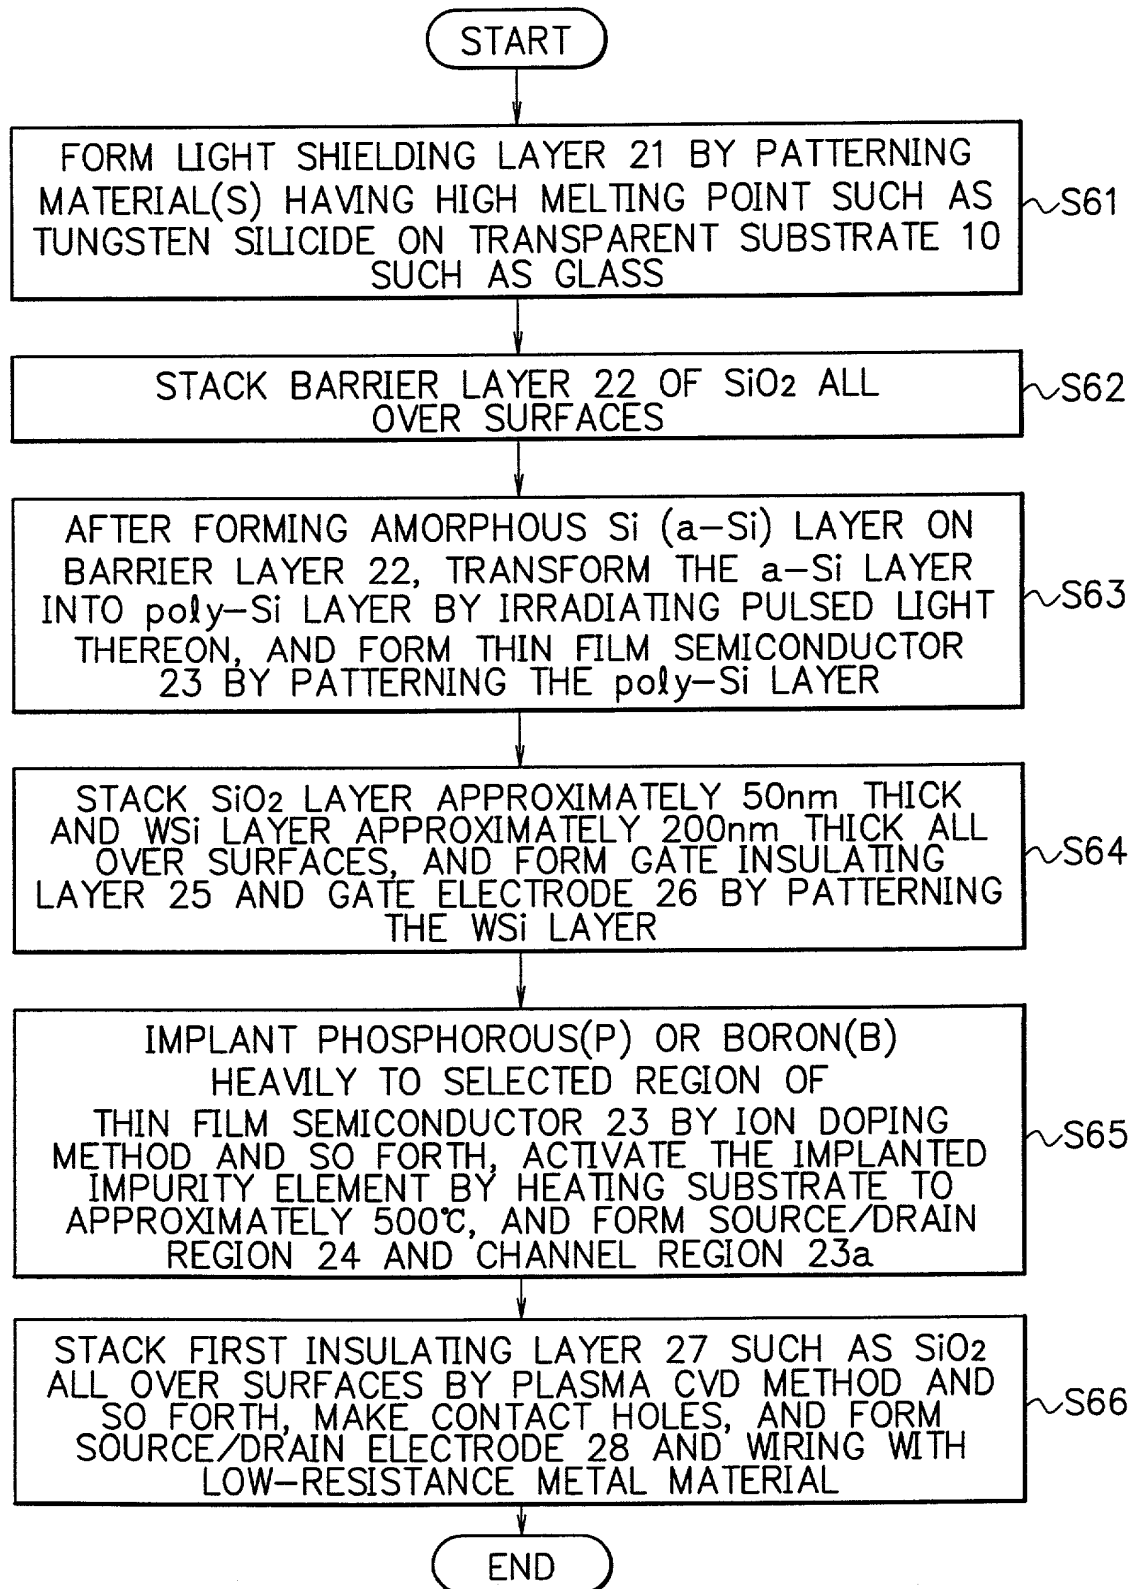 START
FORM LIGHT SHIELDING LAYER 21 BY PATTERNING
MATERIAL(S) HAVING HIGH MELTING POINT SUCH AS
TUNGSTEN SILICIDE ON TRANSPARENT SUBSTRATE 10
SUCH AS GLASS
S61
STACK BARRIER LAYER 22 OF SiO2 ALL
OVER SURFACES
S62
AFTER FORMING AMORPHOUS Si (a-Si) LAYER ON
BARRIER LAYER 22, TRANSFORM THE a-Si LAYER
INTO poly-Si LAYER BY IRRADIATING PULSED LIGHT
THEREON, AND FORM THIN FILM SEMICONDUCTOR
23 BY PATTERNING THE poly-Si LAYER
S63
STACK SiO2 LAYER APPROXIMATELY 50nm THICK
AND WSi LAYER APPROXIMATELY 200nm THICK ALL
OVER SURFACES, AND FORM GATE INSULATING
LAYER 25 AND GATE ELECTRODE 26 BY PATTERNING
THE WSi LAYER
S64
IMPLANT PHOSPHOROUS(P) OR BORON(B)
HEAVILY TO SELECTED REGION OF
THIN FILM SEMICONDUCTOR 23 BY ION DOPING
METHOD AND SO FORTH, ACTIVATE THE IMPLANTED
IMPURITY ELEMENT BY HEATING SUBSTRATE TO
APPROXIMATELY 500℃, AND FORM SOURCE/DRAIN
REGION 24 AND CHANNEL REGION 23a
S65
STACK FIRST INSULATING LAYER 27 SUCH AS SiO2
ALL OVER SURFACES BY PLASMA CVD METHOD AND
SO FORTH, MAKE CONTACT HOLES, AND FORM
SOURCE/DRAIN ELECTRODE 28 AND WIRING WITH
LOW-RESISTANCE METAL MATERIAL
S66
END